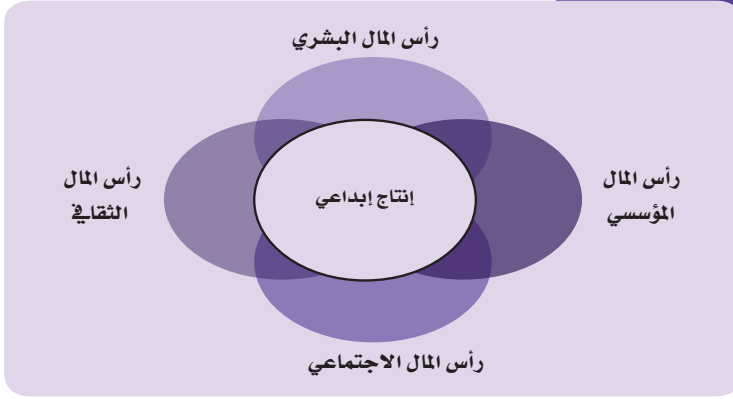 رأس المال البشري
رأس المال
المؤسسي
إنتاج إبداعي
رأس المال
الثقافي
رأس المال الاجتماعي